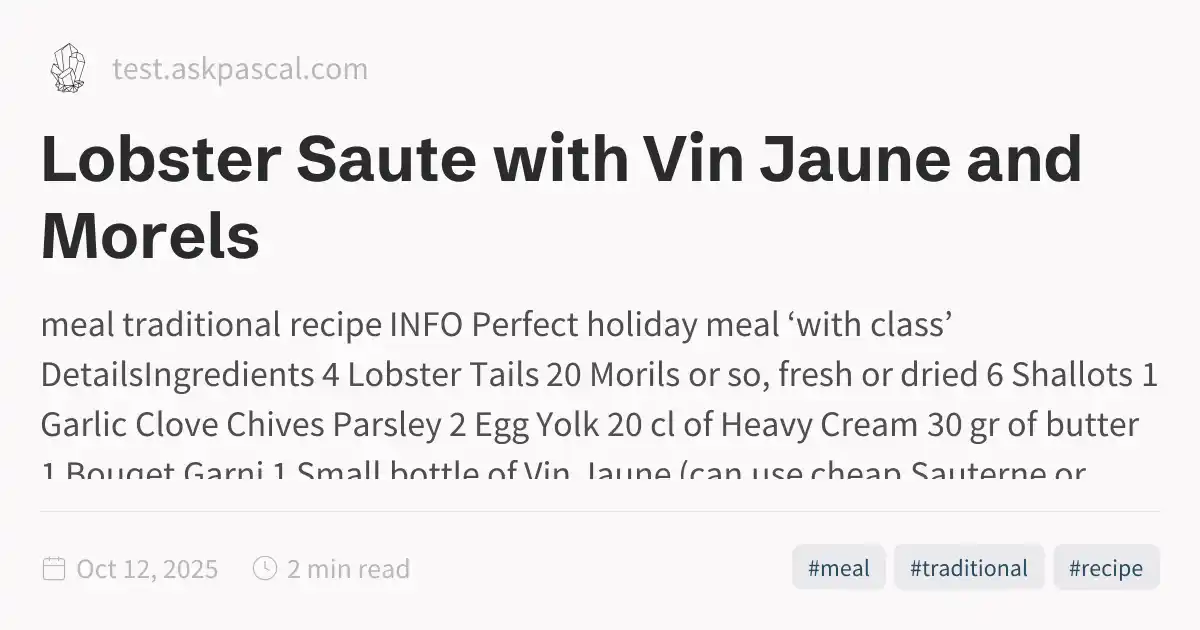 test.askpascal.com
Lobster Saute with Vin Jaune and
Morels
meal traditional recipe INFO Perfect holiday meal ‘with class’
DetailsIngredients 4 Lobster Tails 20 Morils or so, fresh or dried 6 Shallots 1
Garlic Clove Chives Parsley 2 Egg Yolk 20 cl of Heavy Cream 30 gr of butter
1 Bouget Garni 1 Small bottle of Vin Jaune (can use cheap Sauterne or
Oct 12, 2025
2 min read
#meal
#traditional
#recipe